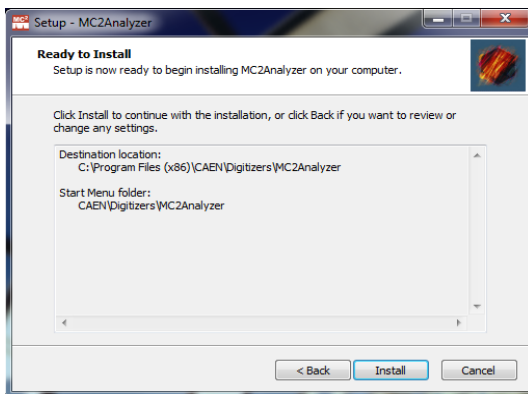 MC²
Setup - MC2Analyzer
Ready to Install
Setup is now ready to begin installing MC2Analyzer on your computer.
Click Install to continue with the installation, or click Back if you want to review or
change any settings.
Destination location:
C:\Program Files (x86)\CAEN\Digitizers\MC2Analyzer
Start Menu folder:
CAEN\Digitizers\MC2Analyzer
< Back Install Cancel